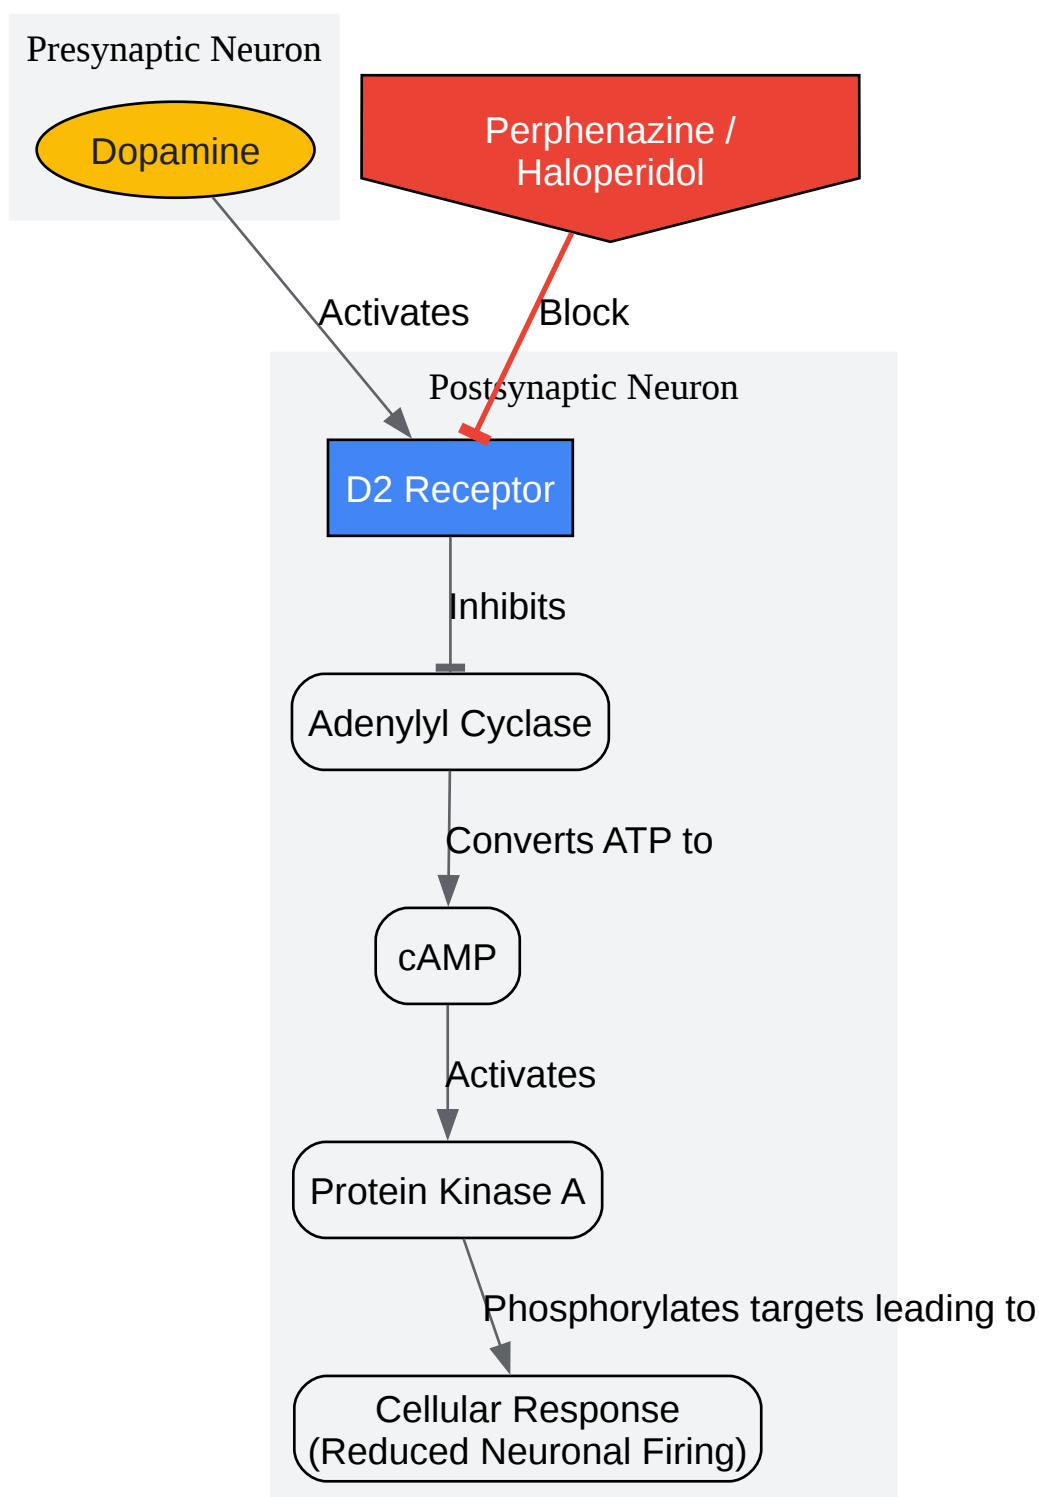 Presynaptic Neuron
Dopamine
Perphenazine /
Haloperidol
Activates
Block
Postsynaptic Neuron
D2 Receptor
Inhibits
Adenylyl Cyclase
Converts ATP to
cAMP
Activates
Protein Kinase A
Phosphorylates targets leading to
Cellular Response
(Reduced Neuronal Firing)